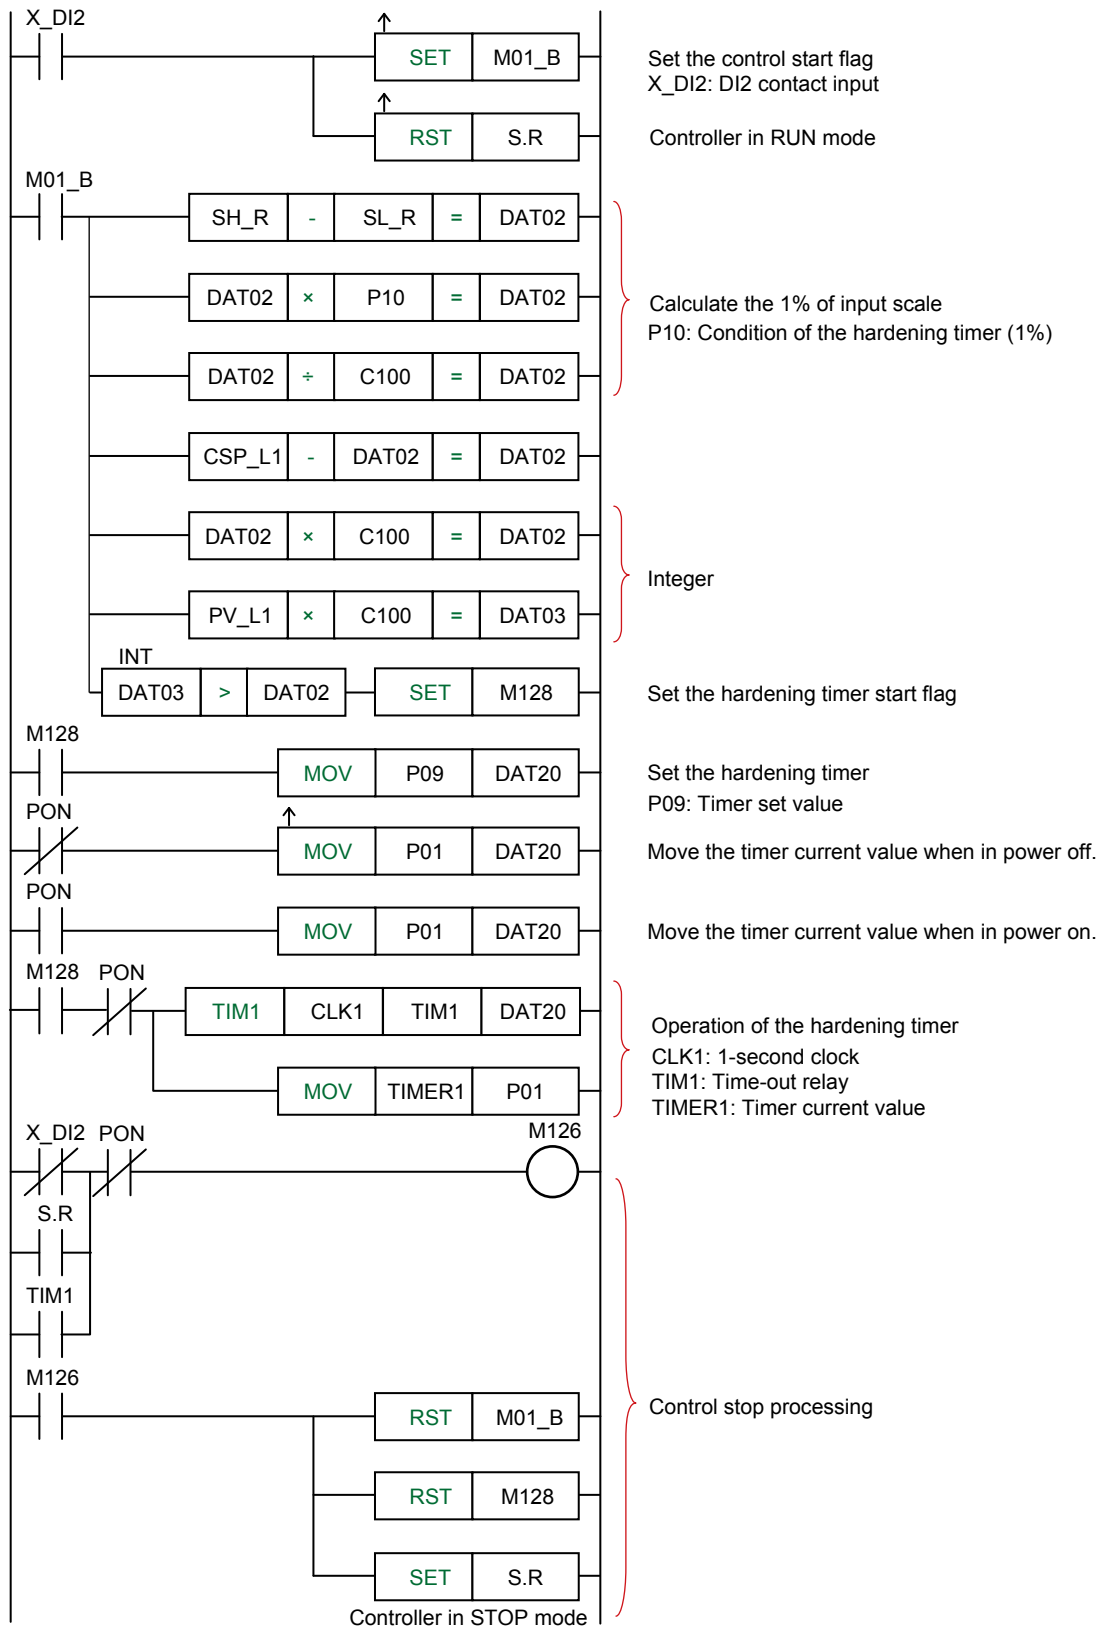 X_DI2
SET M01_B
Set the control start flag
X_DI2: DI2 contact input
RST S.R
Controller in RUN mode
M01_B
SH_R - SL_R = DAT02
DAT02 × P10 = DAT02
Calculate the 1% of input scale
P10: Condition of the hardening timer (1%)
DAT02 ÷ C100 = DAT02
CSP_L1 - DAT02 = DAT02
DAT02 × C100 = DAT02
Integer
PV_L1 × C100 = DAT03
INT
DAT03 > DAT02 SET M128
Set the hardening timer start flag
M128
MOV P09 DAT20
Set the hardening timer
P09: Timer set value
PON
MOV P01 DAT20
Move the timer current value when in power off.
PON
MOV P01 DAT20
Move the timer current value when in power on.
M128 PON
TIM1 CLK1 TIM1 DAT20
Operation of the hardening timer
CLK1: 1-second clock
TIM1: Time-out relay
TIMER1: Timer current value
MOV TIMER1 P01
X_DI2 PON M126
S.R
TIM1
M126
RST M01_B
Control stop processing
RST M128
SET S.R
Controller in STOP mode